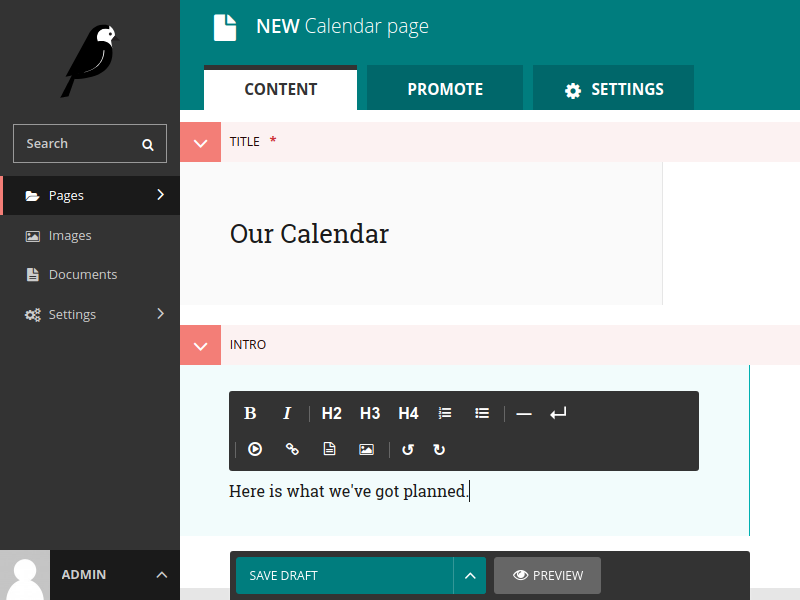 NEW Calendar page
CONTENT
PROMOTE
SETTINGS
Search
Pages
Images
Documents
Settings
TITLE *
Our Calendar
INTRO
B I H2 H3 H4
Here is what we've got planned.
ADMIN
SAVE DRAFT
PREVIEW